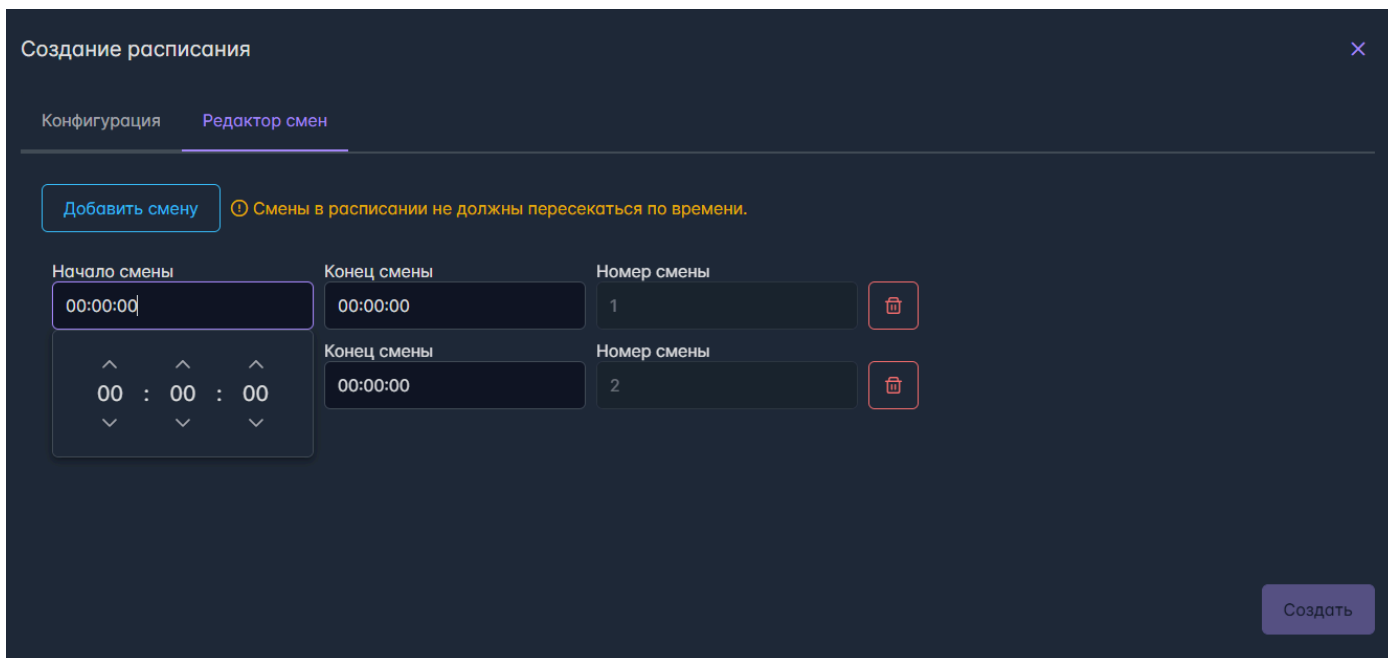 Создание расписания
Конфигурация Редактор смен
Добавить смену Смены в расписании не должны пересекаться по времени.
Начало смены Конец смены Номер смены
00:00:00 00:00:00 1
Конец смены Номер смены
00:00:00 2
00 : 00 : 00
Создать